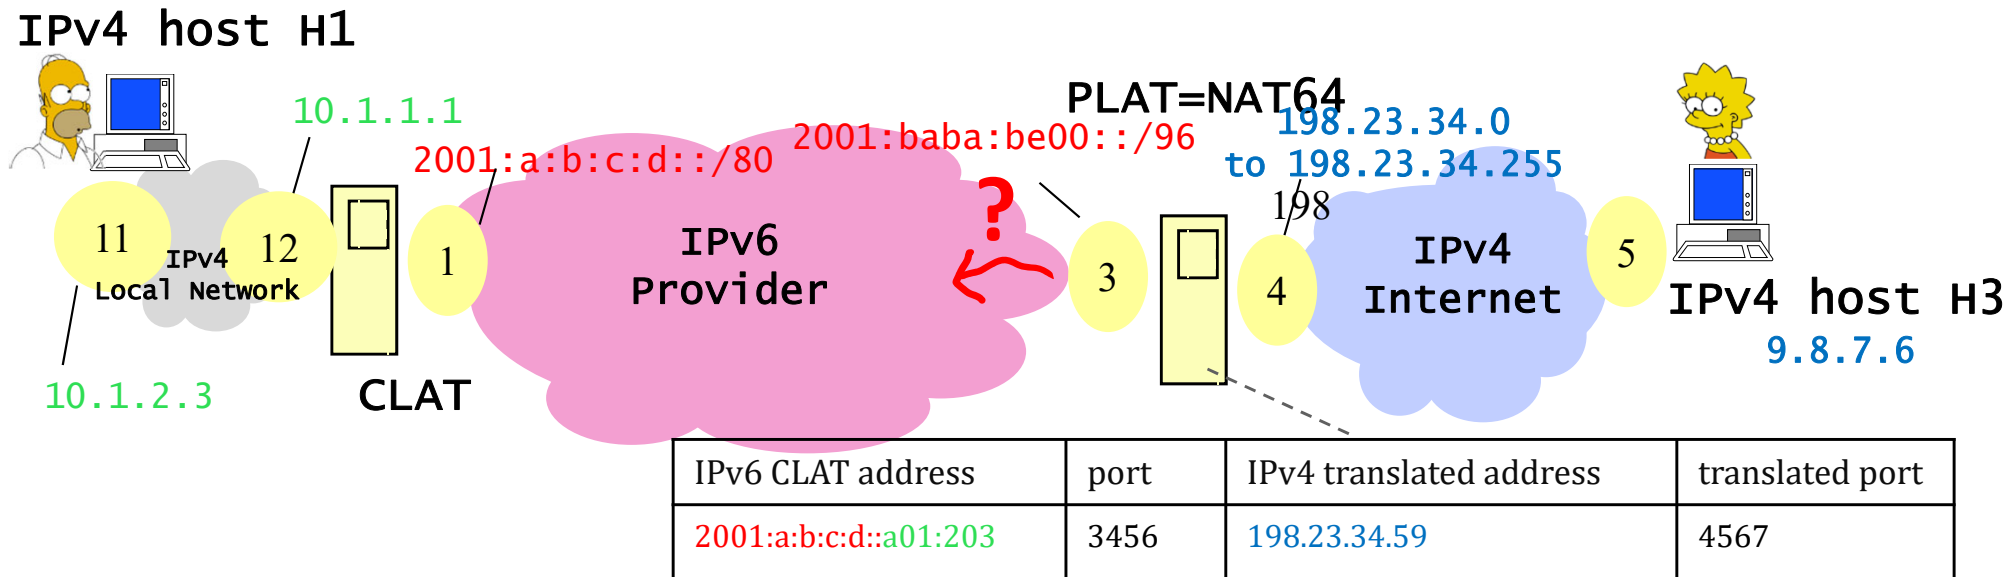 IPv4 host H1
PLAT=NAT64
10.1.1.1
2001:a:b:c:d::/80
2001:baba:be00::/96
198.23.34.0
to 198.23.34.255
198
?
11
IPv4
Local Network
12
1
IPv6
Provider
3
4
IPv4
Internet
5
IPv4 host H3
9.8.7.6
10.1.2.3
CLAT
IPv6 CLAT address port IPv4 translated address translated port
2001:a:b:c:d::a01:203 3456 198.23.34.59 4567